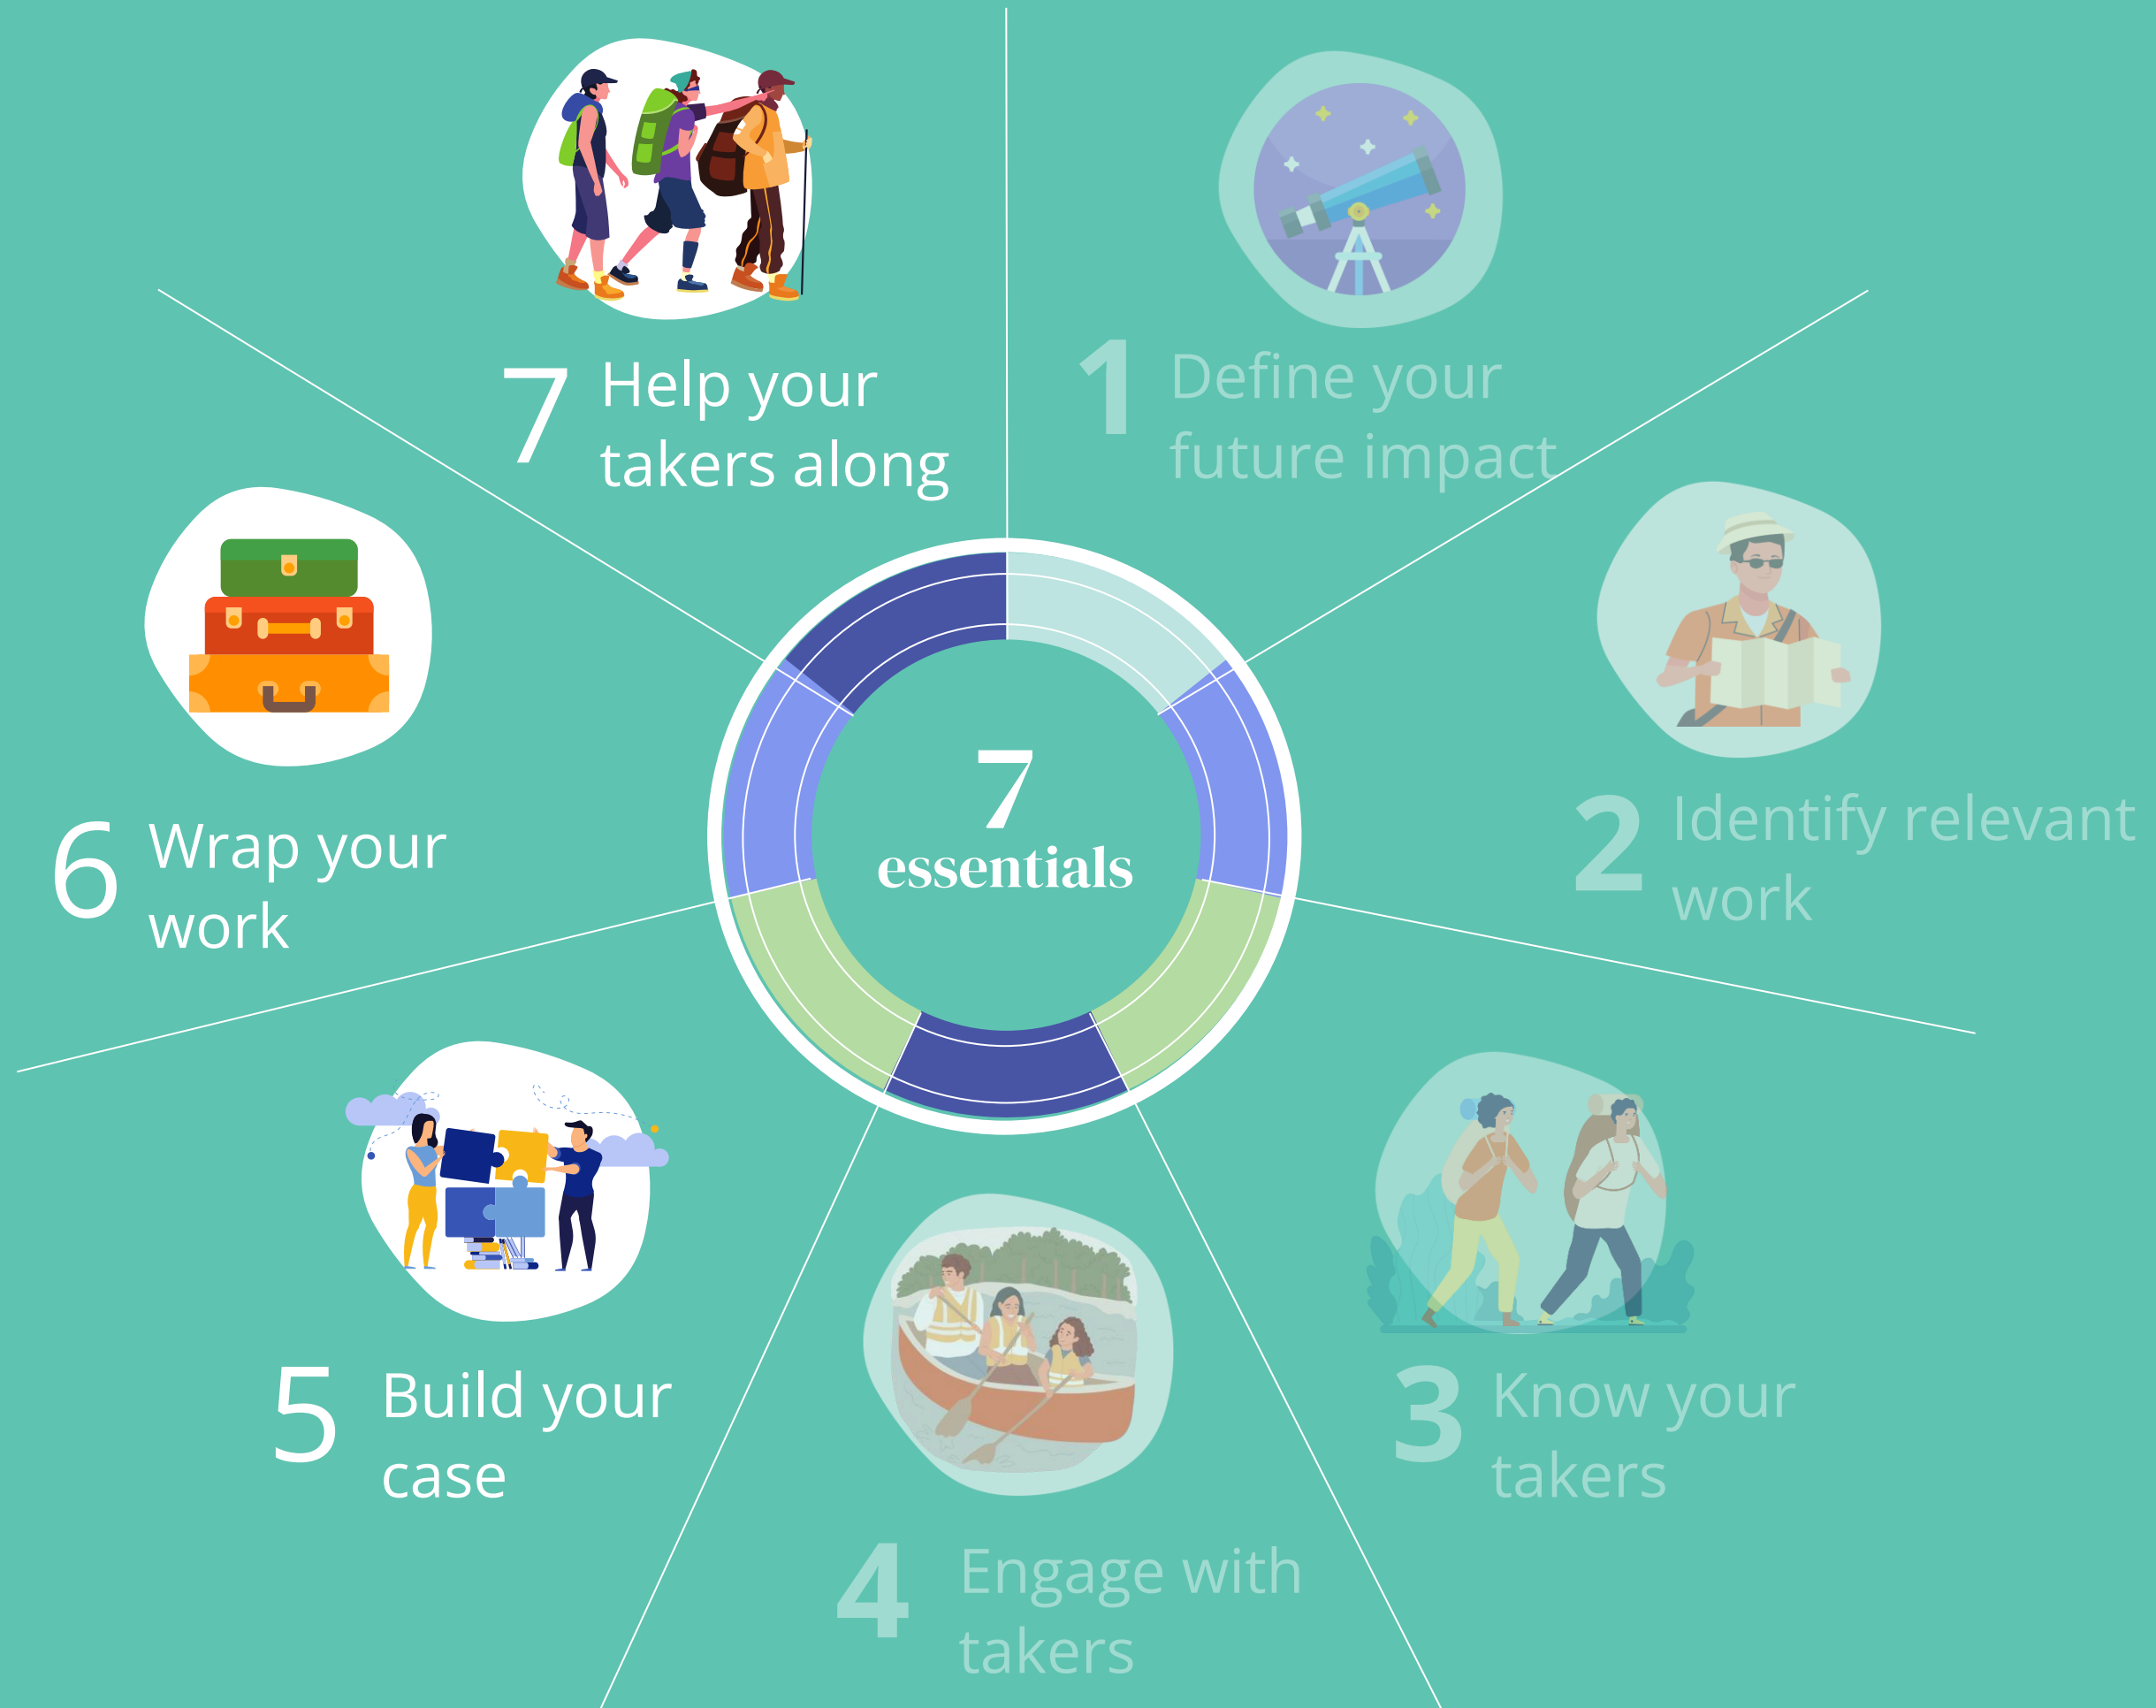 7
essentials
1
Define your
future impact
2
Identify relevant
work
3
Know your
takers
4
Engage with
takers
5
Build your
case
6
Wrap your
work
7
Help your
takers along